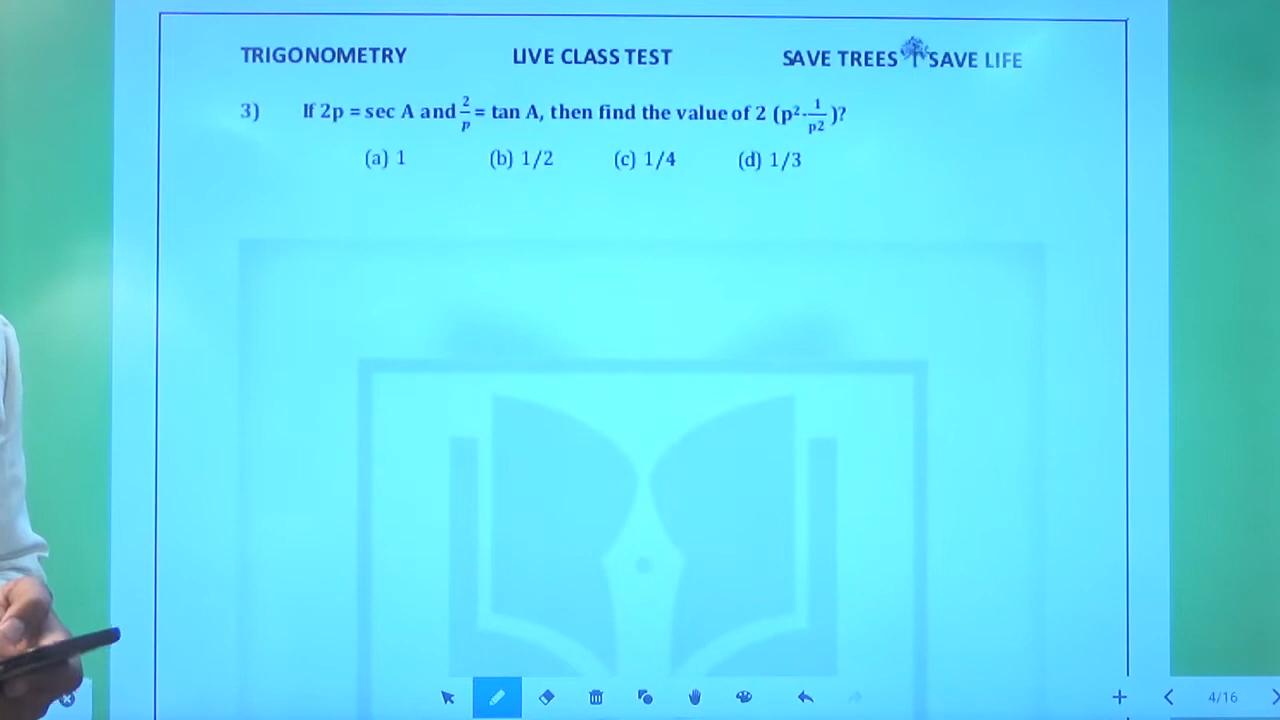 TRIGONOMETRY LIVE CLASS TEST SAVE TREES SAVE LIFE
3) If 2p = sec A and 2/p = tan A, then find the value of 2 (p²-1/p2)?
(a) 1 (b) 1/2 (c) 1/4 (d) 1/3
4/16